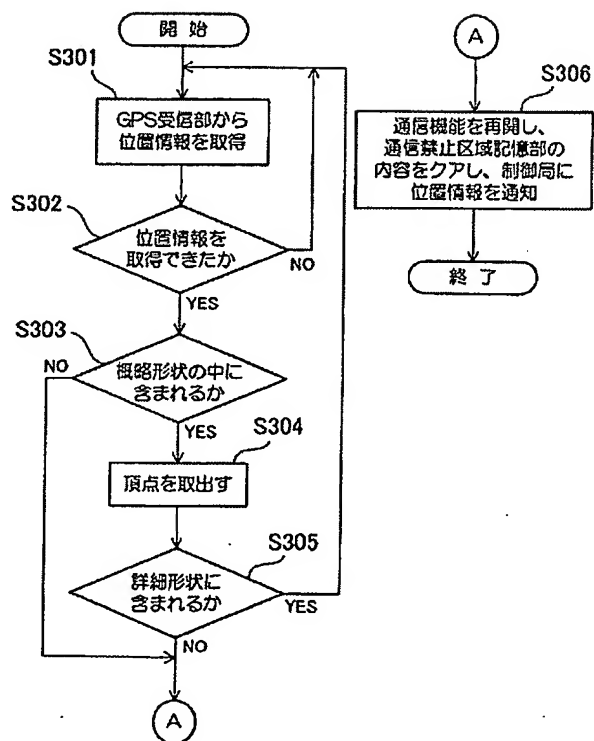 開始
S301
GPS受信部から
位置情報を取得
S302
位置情報を
取得できたか
NO
YES
S303
NO
概略形状の中に
含まれるか
YES
S304
頂点を取出す
S305
詳細形状に
含まれるか
YES
NO
A
A
S306
通信機能を再開し、
通信禁止区域記憶部の
内容をクアし、制御局に
位置情報を通知
終了